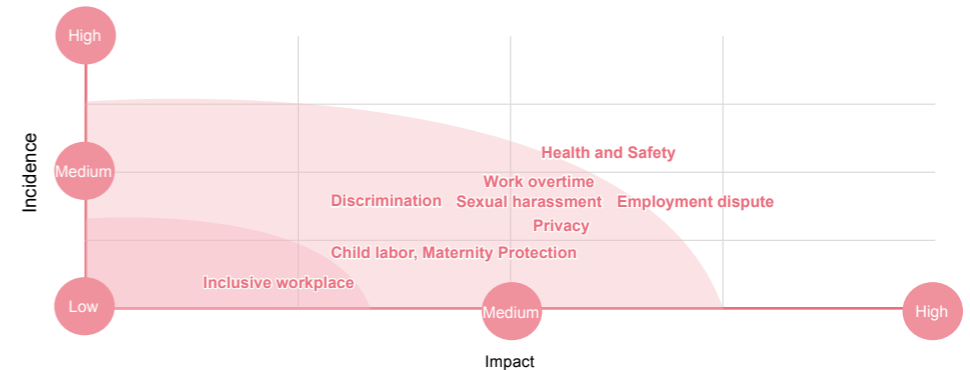 High
Incidence
Medium
Health and Safety
Work overtime
Discrimination
Sexual harassment
Employment dispute
Privacy
Child labor, Maternity Protection
Inclusive workplace
Low
Medium
High
Impact